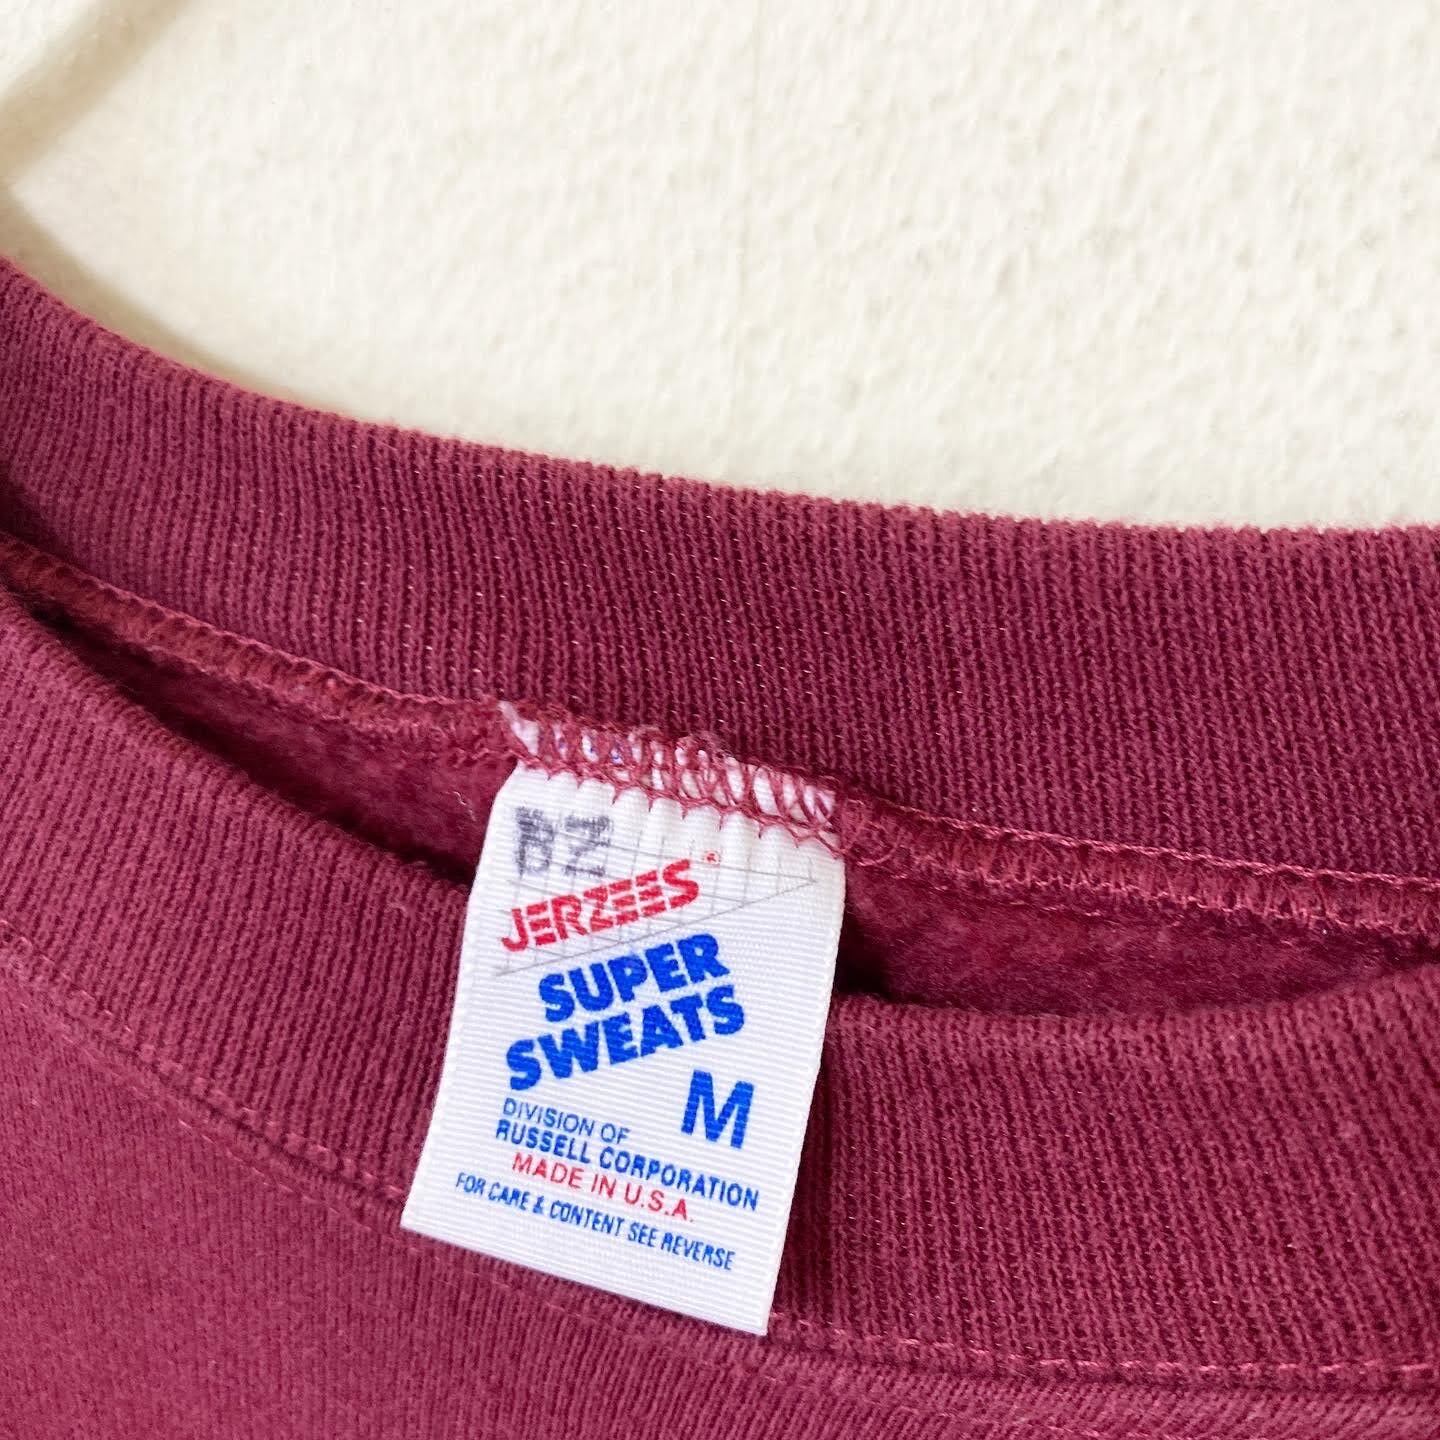 JERZEES®
SUPER
SWEATS
M
DIVISION OF
RUSSELL CORPORATION
MADE IN U.S.A.
FOR CARE & CONTENT SEE REVERSE